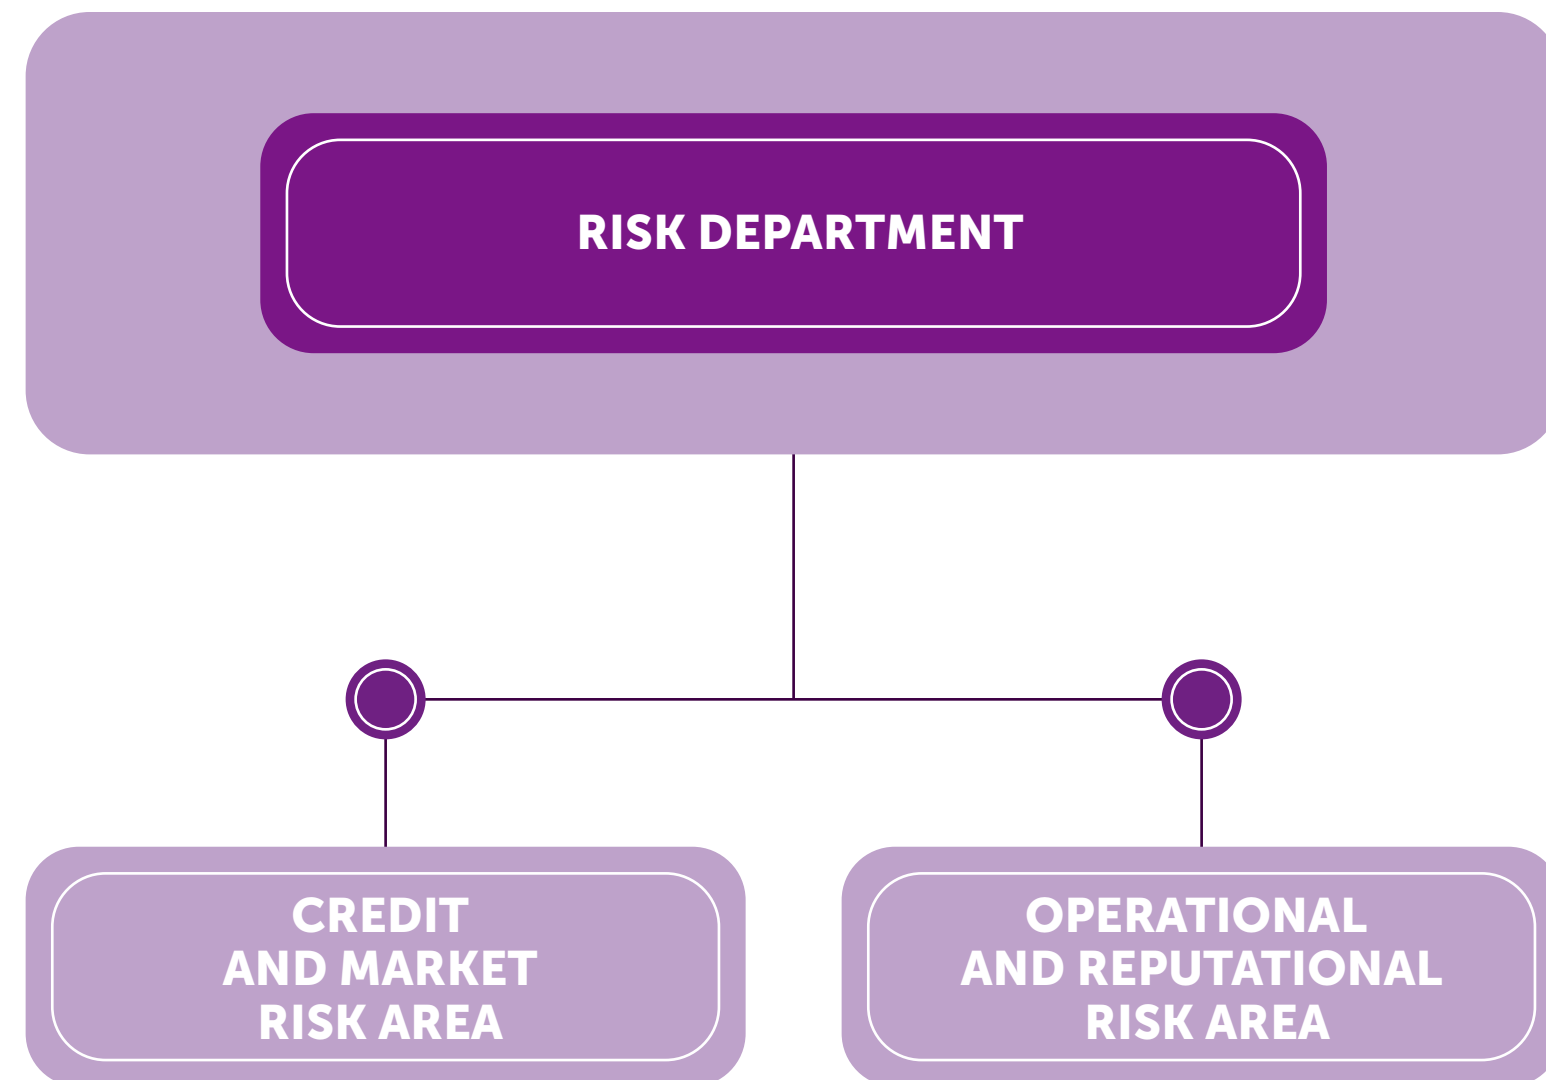 RISK DEPARTMENT
CREDIT
AND MARKET
RISK AREA
OPERATIONAL
AND REPUTATIONAL
RISK AREA